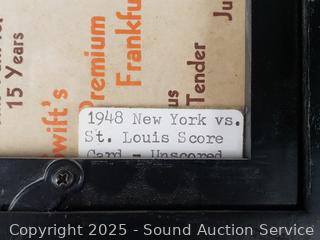 15 Years
Swift's
Premium
Frankfu
Tender
Ju
1948 New York vs.
St. Louis Score
Card - Unscored
Copyright 2025 - Sound Auction Service